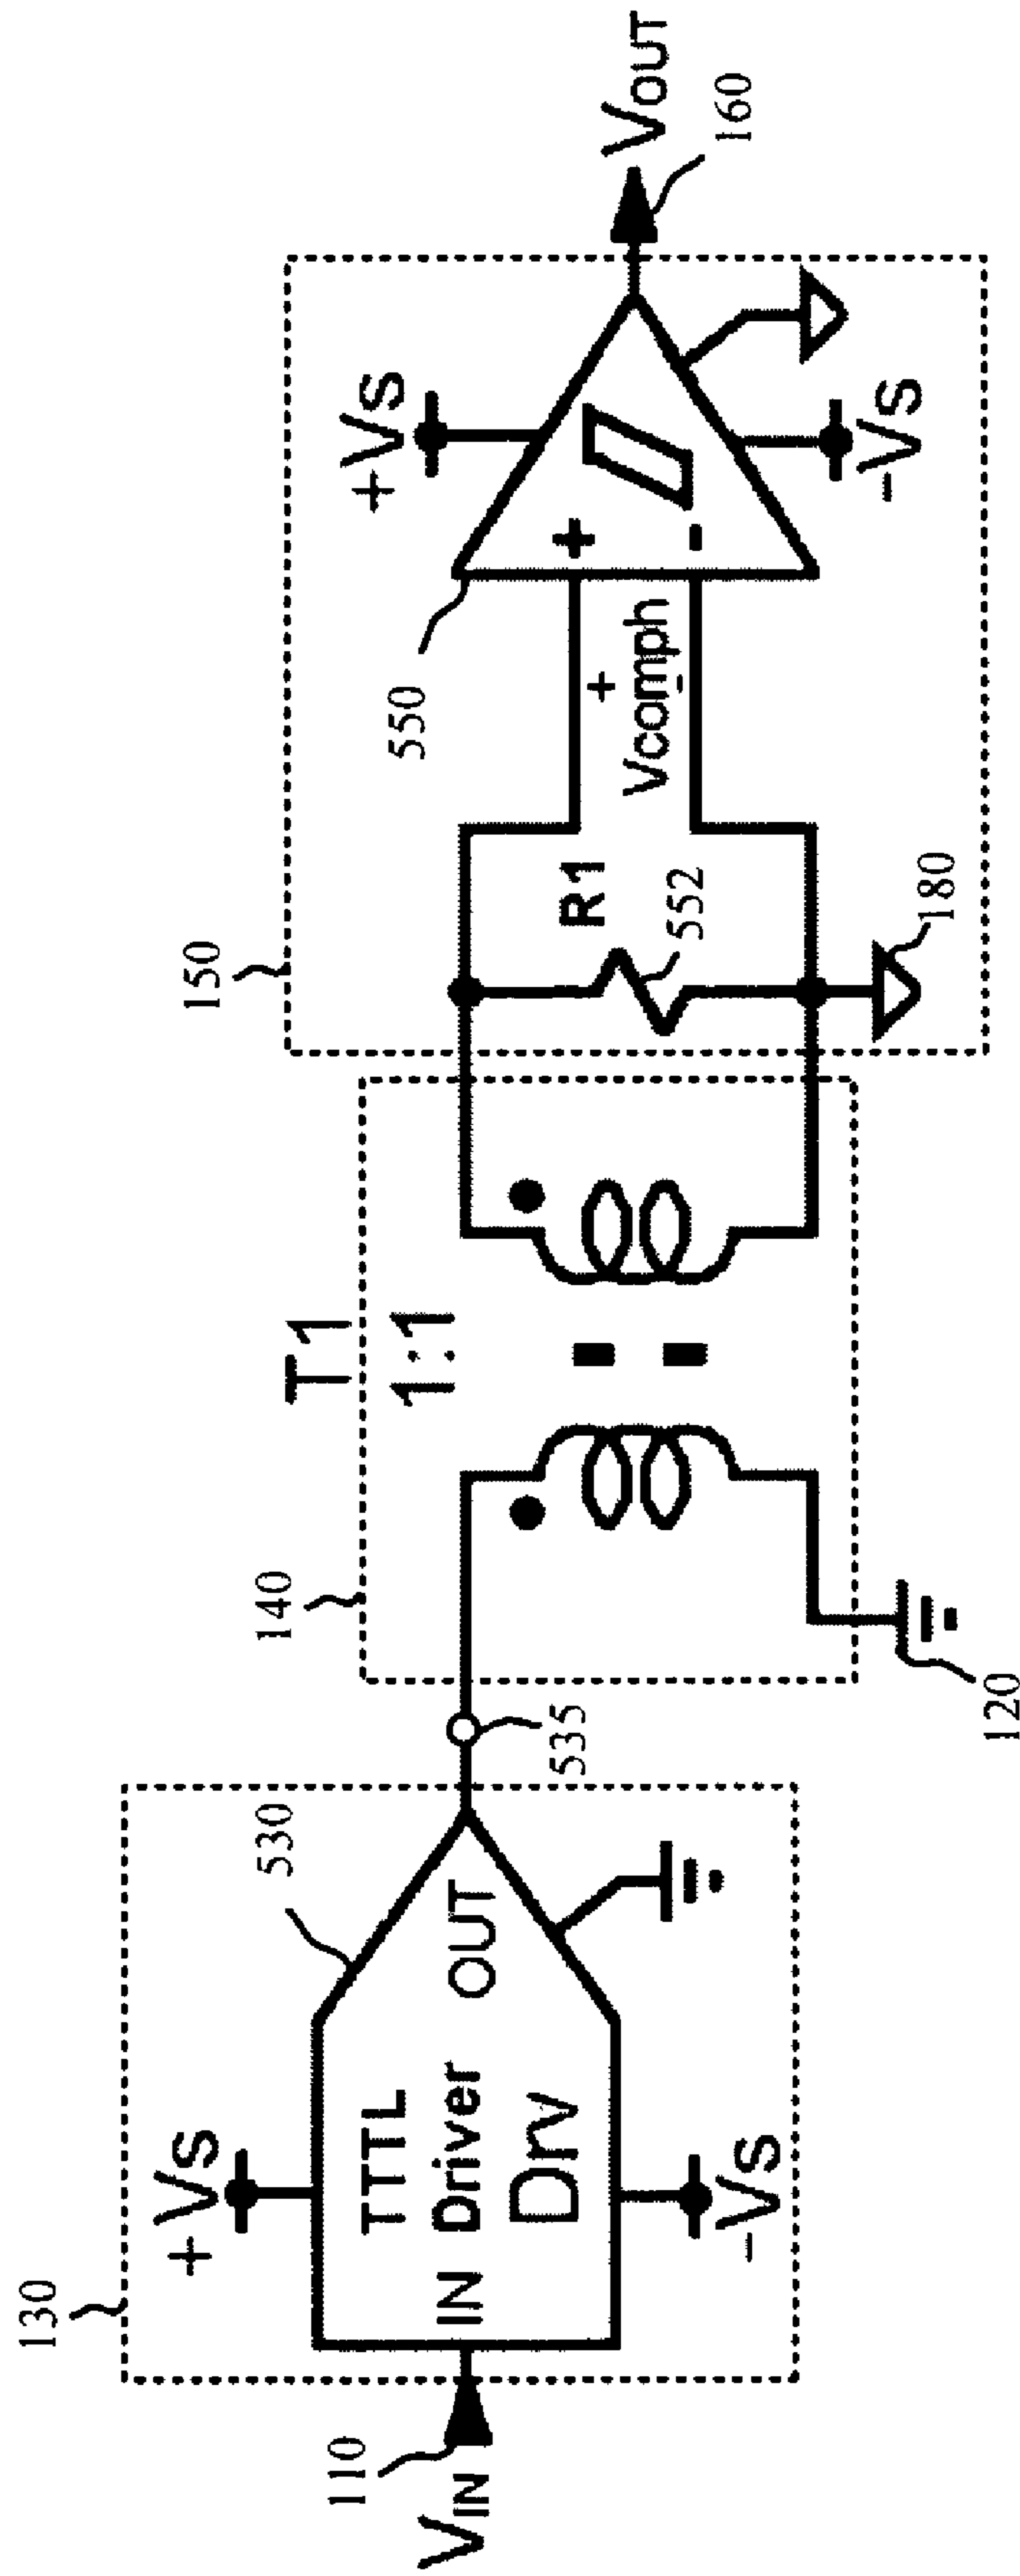 130
+Vs
110
VIN
TTTL
IN Driver OUT
Drv
530
-Vs
535
140
T1
1:1
120
150
R1
552
180
550
+
Vcomph
-
+
-
+Vs
-Vs
VOUT
160